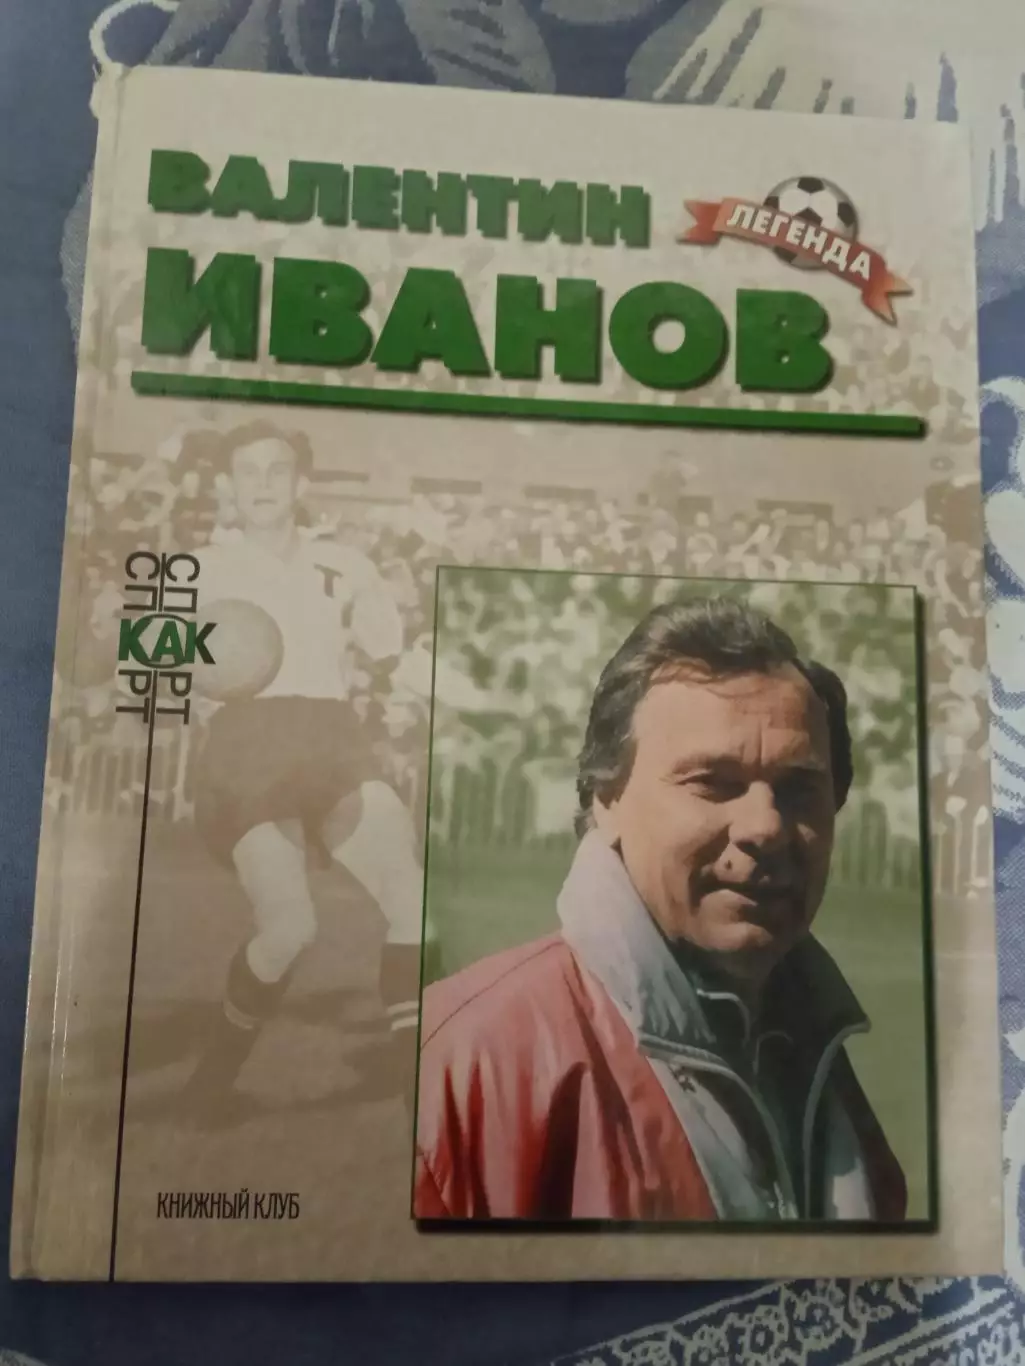 ВАЛЕНТИН
ЛЕГЕНДА
ИВАНОВ
Т
СПОРТ
КАК
СПОРТ
КНИЖНЫЙ КЛУБ